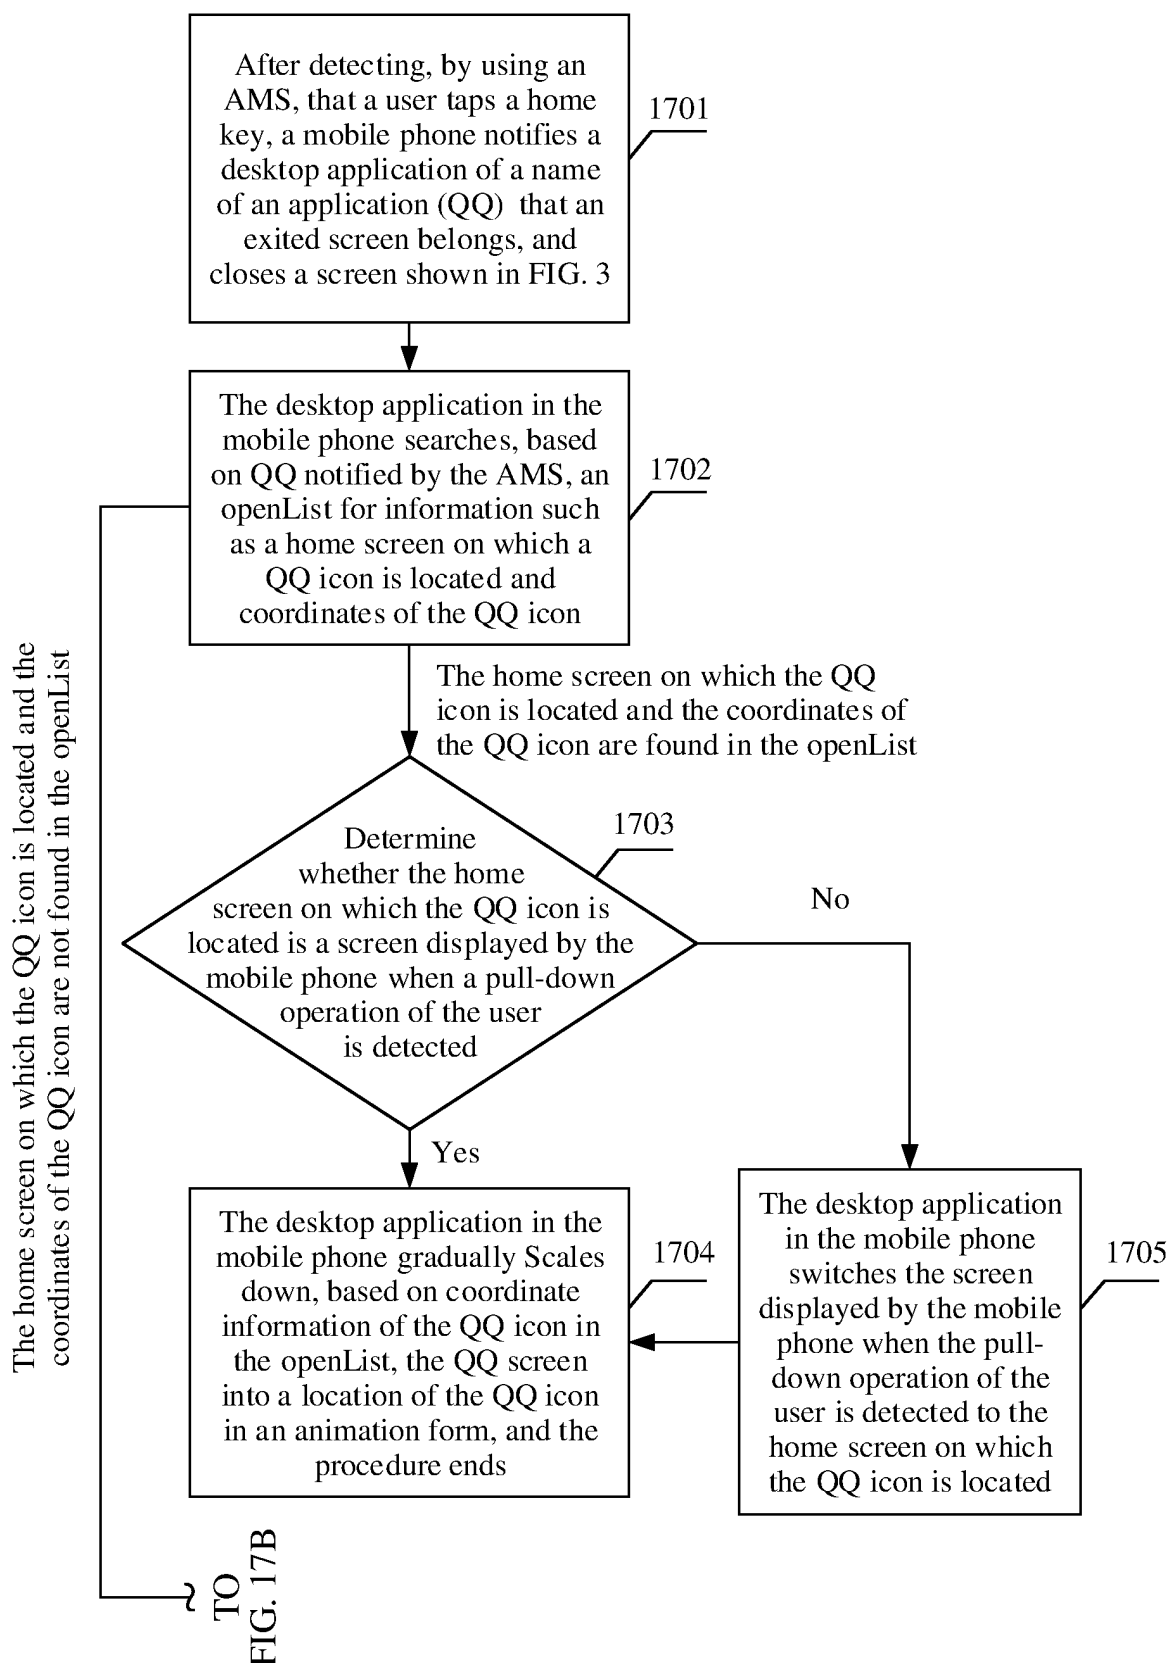 After detecting, by using an
AMS, that a user taps a home
key, a mobile phone notifies a
desktop application of a name
of an application (QQ) that an
exited screen belongs, and
closes a screen shown in FIG. 3
1701
The desktop application in the
mobile phone searches, based
on QQ notified by the AMS, an
openList for information such
as a home screen on which a
QQ icon is located and
coordinates of the QQ icon
1702
The home screen on which the QQ icon is located and the
coordinates of the QQ icon are not found in the openList
The home screen on which the QQ
icon is located and the coordinates of
the QQ icon are found in the openList
Determine
whether the home
screen on which the QQ icon is
located is a screen displayed by the
mobile phone when a pull-down
operation of the user
is detected
1703
No
Yes
The desktop application in the
mobile phone gradually Scales
down, based on coordinate
information of the QQ icon in
the openList, the QQ screen
into a location of the QQ icon
in an animation form, and the
procedure ends
1704
The desktop application
in the mobile phone
switches the screen
displayed by the mobile
phone when the pull-
down operation of the
user is detected to the
home screen on which
the QQ icon is located
1705
TO
FIG. 17B